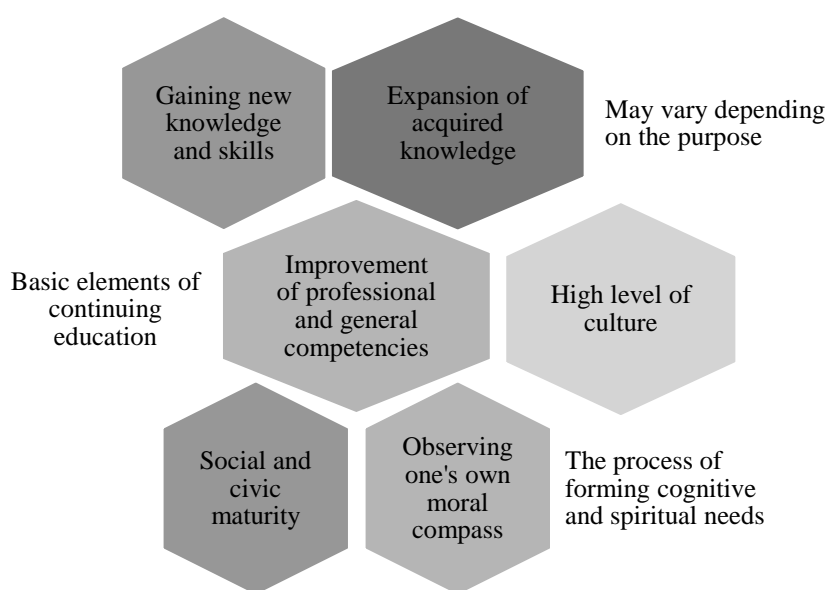 Gaining new
knowledge
and skills
Expansion of
acquired
knowledge
May vary depending
on the purpose
Basic elements of
continuing
education
Improvement
of professional
and general
competencies
High level of
culture
Social and
civic
maturity
Observing
one's own
moral
compass
The process of
forming cognitive
and spiritual needs